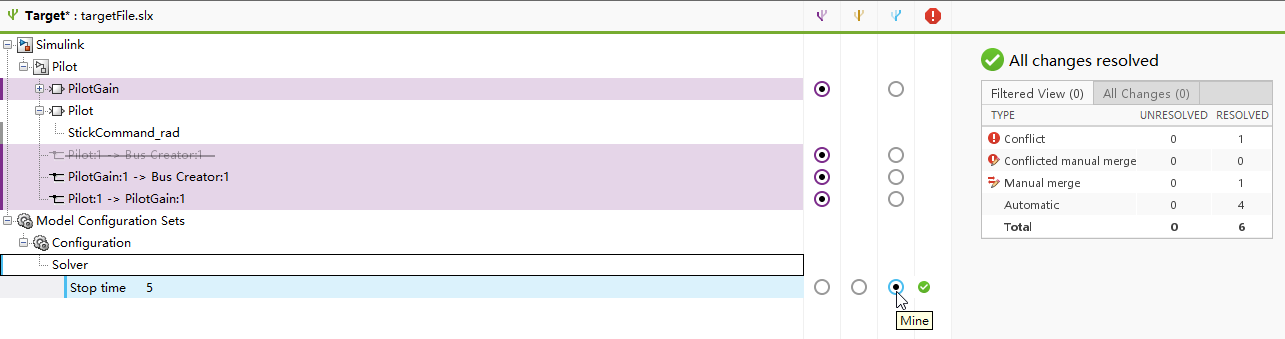 Target* : targetFile.slx
Simulink
Pilot
PilotGain
Pilot
StickCommand_rad
Pilot:1 -> Bus Creator:1
PilotGain:1 -> Bus Creator:1
Pilot:1 -> PilotGain:1
Model Configuration Sets
Configuration
Solver
Stop time 5
Mine
All changes resolved
Filtered View (0) All Changes (0)
TYPE UNRESOLVED RESOLVED
Conflict 0 1
Conflicted manual merge 0 0
Manual merge 0 1
Automatic 0 4
Total 0 6